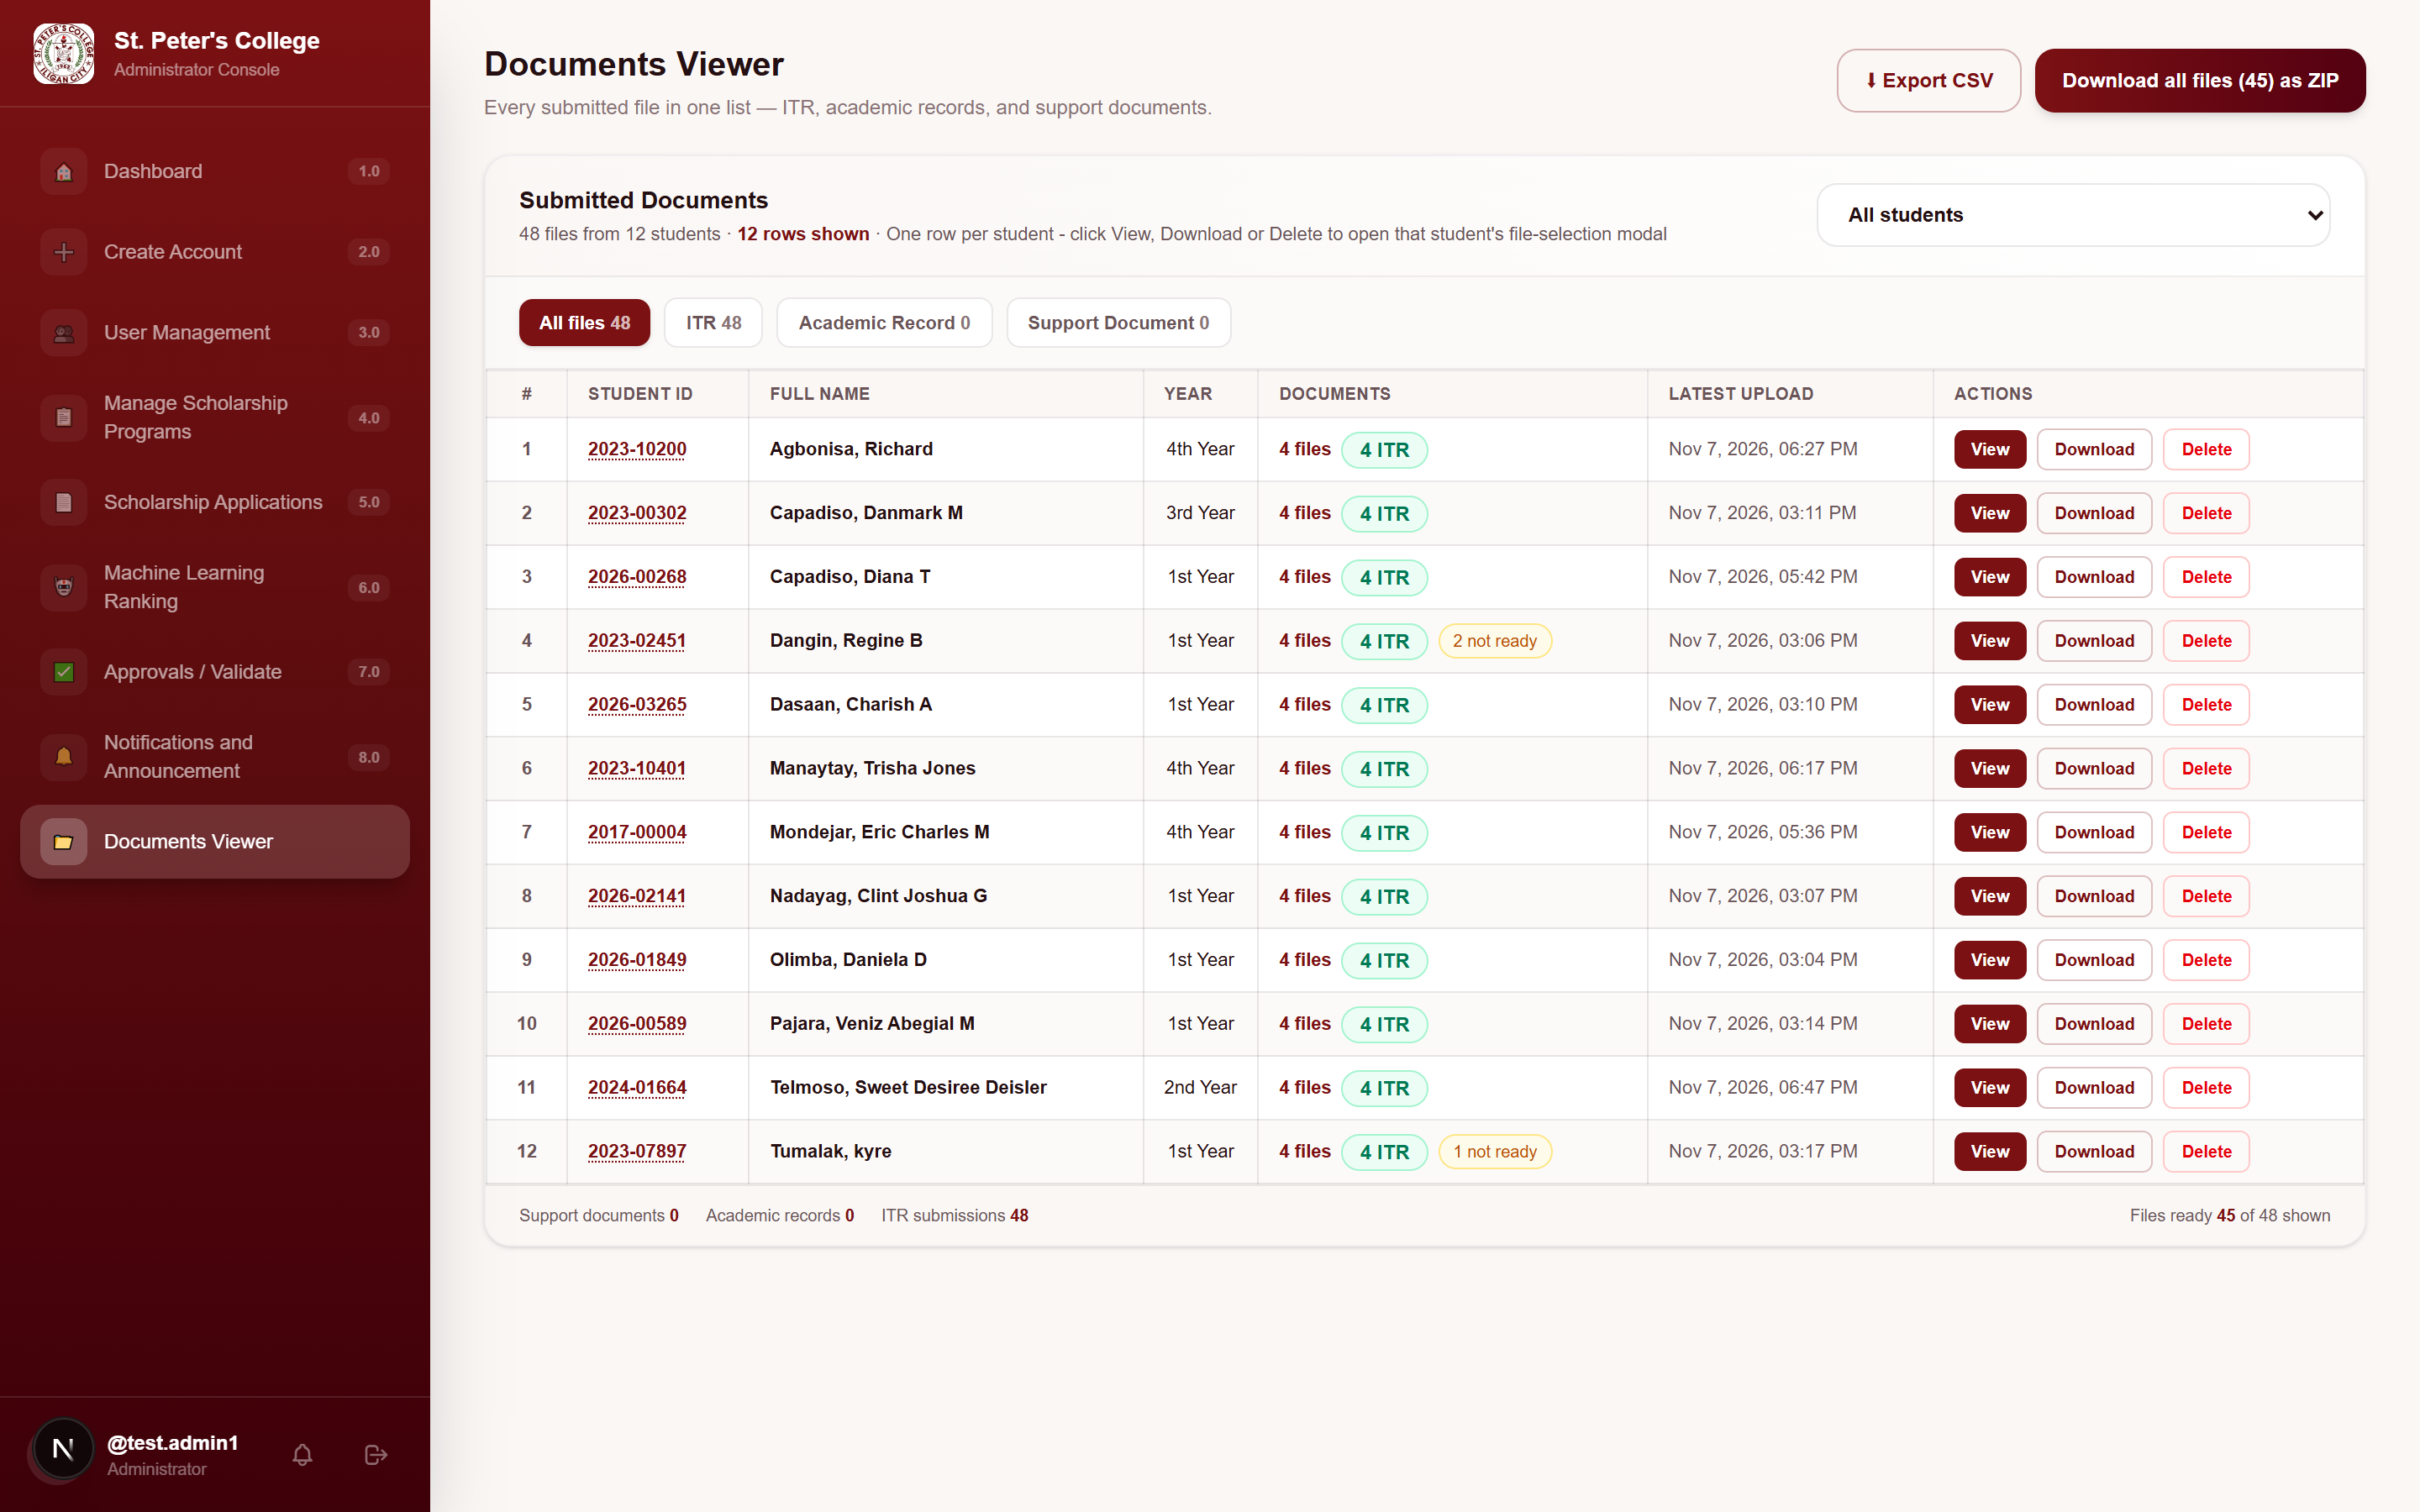 ST. PETER'S COLLEGE
ILIGAN CITY
St. Peter's College
Administrator Console
Dashboard 1.0
Create Account 2.0
User Management 3.0
Manage Scholarship
Programs 4.0
Scholarship Applications 5.0
Machine Learning
Ranking 6.0
Approvals / Validate 7.0
Notifications and
Announcement 8.0
Documents Viewer
N
@test.admin1
Administrator
Documents Viewer
Every submitted file in one list — ITR, academic records, and support documents.
⬇ Export CSV
Download all files (45) as ZIP
Submitted Documents
48 files from 12 students · 12 rows shown · One row per student - click View, Download or Delete to open that student's file-selection modal
All students
All files 48 ITR 48 Academic Record 0 Support Document 0
# STUDENT ID FULL NAME YEAR DOCUMENTS LATEST UPLOAD ACTIONS
1 2023-10200 Agbonisa, Richard 4th Year 4 files 4 ITR Nov 7, 2026, 06:27 PM View Download Delete
2 2023-00302 Capadiso, Danmark M 3rd Year 4 files 4 ITR Nov 7, 2026, 03:11 PM View Download Delete
3 2026-00268 Capadiso, Diana T 1st Year 4 files 4 ITR Nov 7, 2026, 05:42 PM View Download Delete
4 2023-02451 Dangin, Regine B 1st Year 4 files 4 ITR 2 not ready Nov 7, 2026, 03:06 PM View Download Delete
5 2026-03265 Dasaan, Charish A 1st Year 4 files 4 ITR Nov 7, 2026, 03:10 PM View Download Delete
6 2023-10401 Manaytay, Trisha Jones 4th Year 4 files 4 ITR Nov 7, 2026, 06:17 PM View Download Delete
7 2017-00004 Mondejar, Eric Charles M 4th Year 4 files 4 ITR Nov 7, 2026, 05:36 PM View Download Delete
8 2026-02141 Nadayag, Clint Joshua G 1st Year 4 files 4 ITR Nov 7, 2026, 03:07 PM View Download Delete
9 2026-01849 Olimba, Daniela D 1st Year 4 files 4 ITR Nov 7, 2026, 03:04 PM View Download Delete
10 2026-00589 Pajara, Veniz Abegial M 1st Year 4 files 4 ITR Nov 7, 2026, 03:14 PM View Download Delete
11 2024-01664 Telmoso, Sweet Desiree Deisler 2nd Year 4 files 4 ITR Nov 7, 2026, 06:47 PM View Download Delete
12 2023-07897 Tumalak, kyre 1st Year 4 files 4 ITR 1 not ready Nov 7, 2026, 03:17 PM View Download Delete
Support documents 0 Academic records 0 ITR submissions 48 Files ready 45 of 48 shown